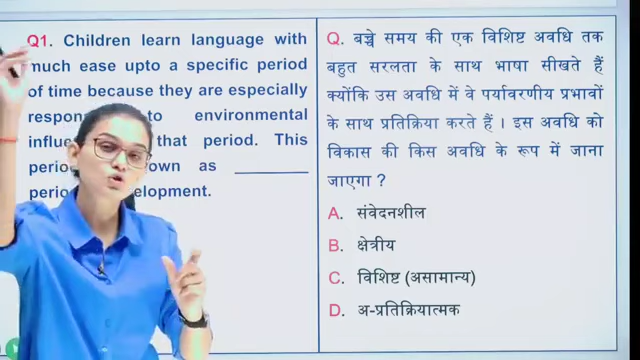 Q1. Children learn language with
much ease upto a specific period
of time because they are especially
to environmental
that period. This
period of
Q. बच्चे समय की एक विशिष्ट अवधि तक
बहुत सरलता के साथ भाषा सीखते हैं
क्योंकि उस अवधि में वे पर्यावरणीय प्रभावों
के साथ प्रतिक्रिया करते हैं । इस अवधि को
विकास की किस अवधि के रूप में जाना
जाएगा ?
A. संवेदनशील
B. क्षेत्रीय
C. विशिष्ट (असामान्य)
D. अ-प्रतिक्रियात्मक